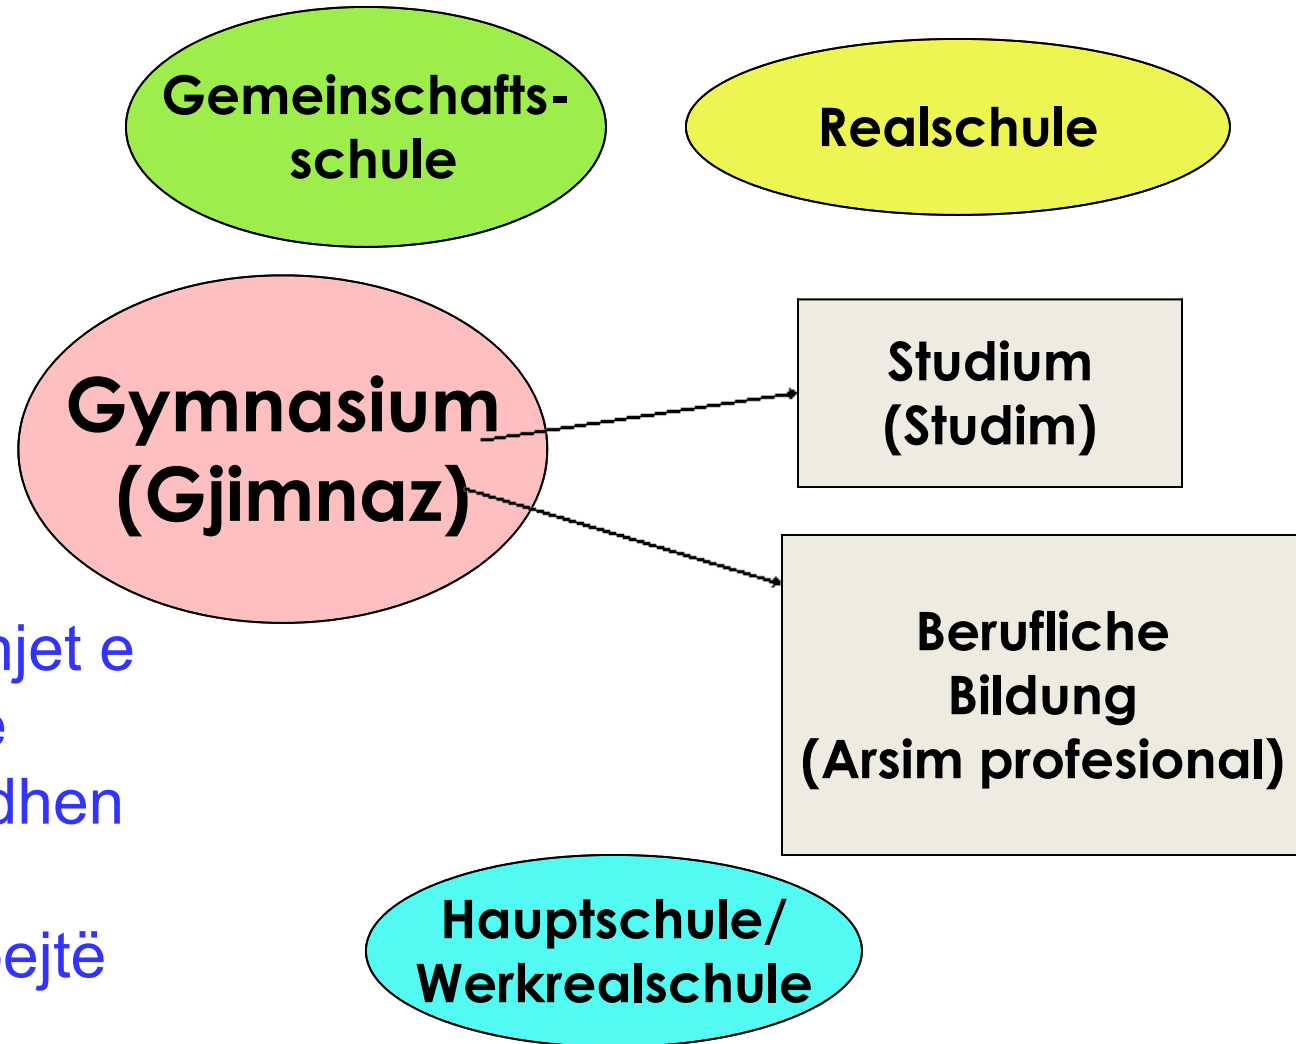 Gemeinschafts-
schule
Realschule
Gymnasium
(Gjimnaz)
Studium
(Studim)
Berufliche
Bildung
(Arsim profesional)
Hauptschule/
Werkrealschule